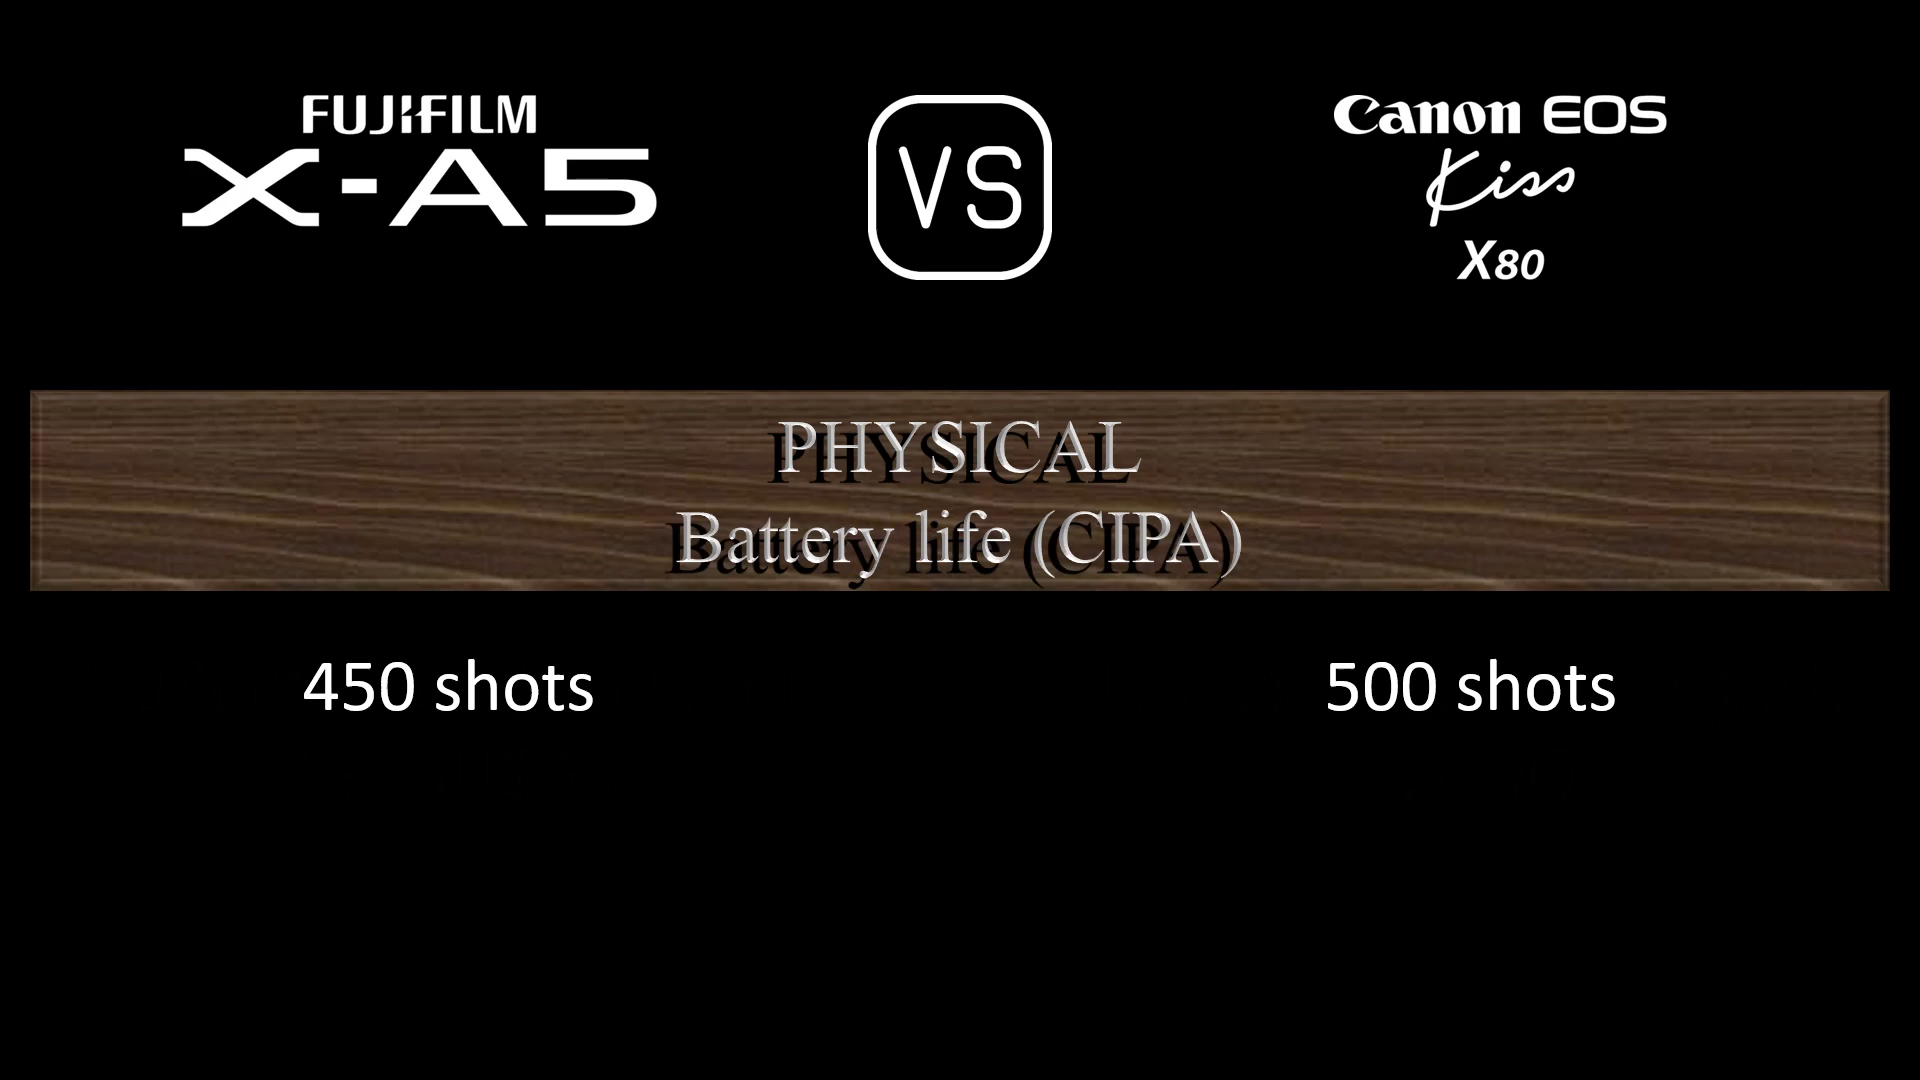 FUJIFILM
X-A5
VS
Canon EOS
Kiss
X80
PHYSICAL
Battery life (CIPA)
450 shots
500 shots